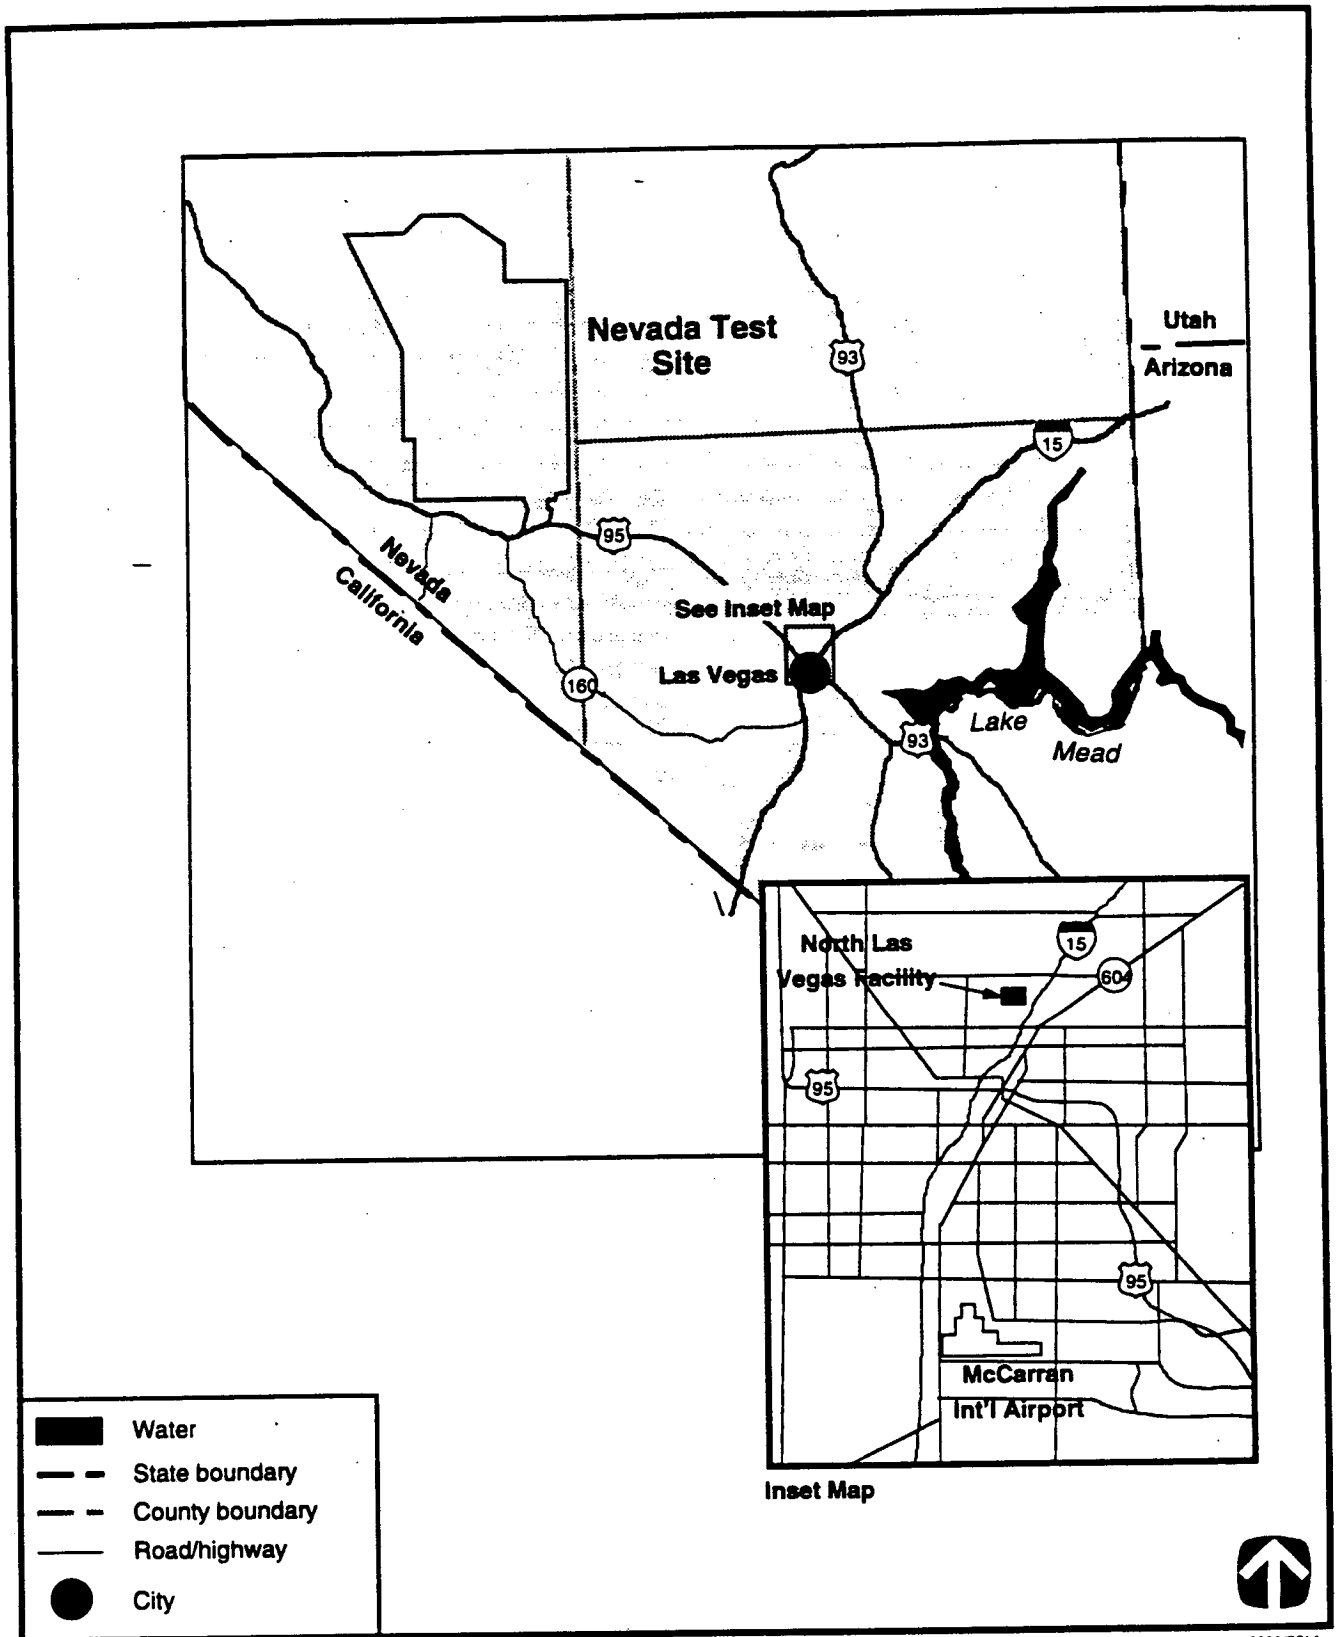 Nevada Test
Site
93
Utah
Arizona
15
95
Nevada
California
See Inset Map
Las Vegas
160
93
Lake
Mead
North Las
Vegas Facility
15
604
95
95
McCarran
Int'l Airport
Inset Map
Water
State boundary
County boundary
Road/highway
City